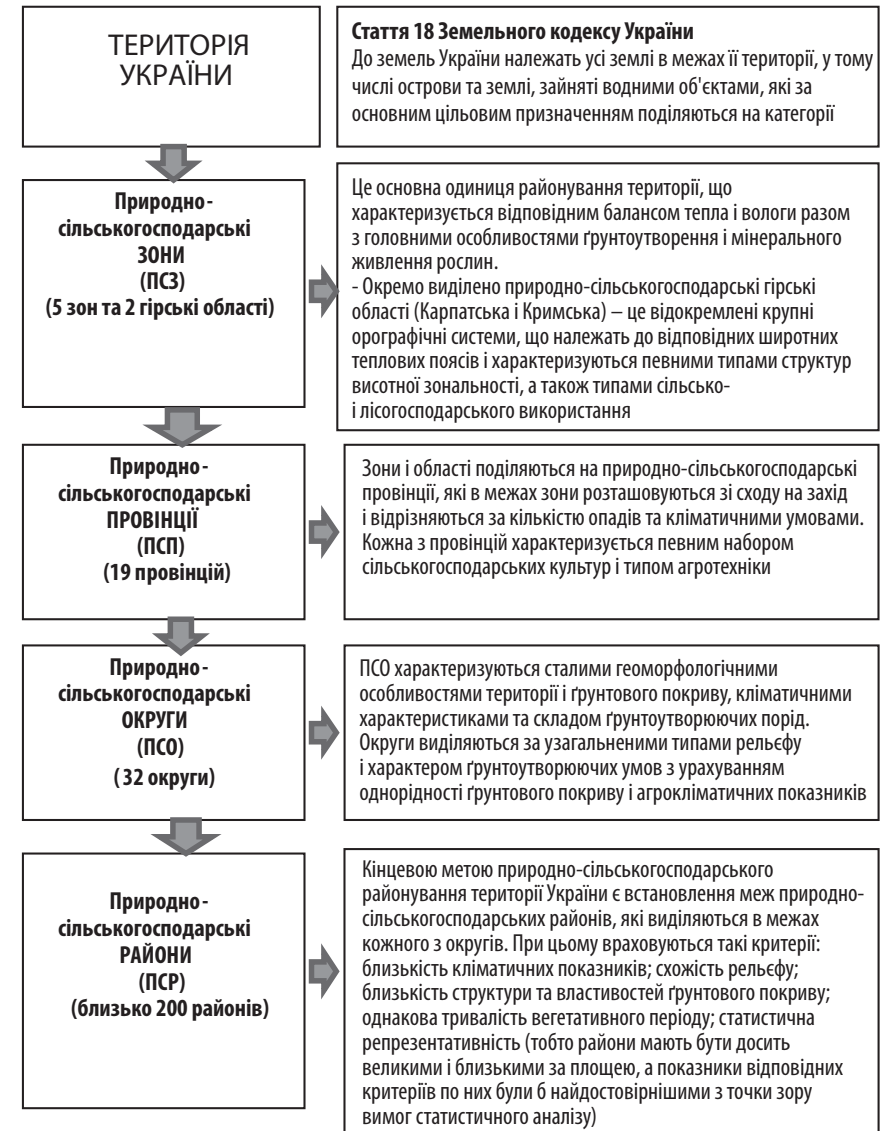 ТЕРИТОРІЯ
УКРАЇНИ
Стаття 18 Земельного кодексу України
До земель України належать усі землі в межах її території, у тому
числі острови та землі, зайняті водними об'єктами, які за
основним цільовим призначенням поділяються на категорії
Природно-
сільськогосподарські
ЗОНИ
(ПСЗ)
(5 зон та 2 гірські області)
Це основна одиниця районування території, що
характеризується відповідним балансом тепла і вологи разом
з головними особливостями ґрунтоутворення і мінерального
живлення рослин.
- Окремо виділено природно-сільськогосподарські гірські
області (Карпатська і Кримська) – це відокремлені крупні
орографічні системи, що належать до відповідних широтних
теплових поясів і характеризуються певними типами структур
висотної зональності, а також типами сільсько-
і лісогосподарського використання
Природно-
сільськогосподарські
ПРОВІНЦІЇ
(ПСП)
(19 провінцій)
Зони і області поділяються на природно-сільськогосподарські
провінції, які в межах зони розташовуються зі сходу на захід
і відрізняються за кількістю опадів та кліматичними умовами.
Кожна з провінцій характеризується певним набором
сільськогосподарських культур і типом агротехніки
Природно-
сільськогосподарські
ОКРУГИ
(ПСО)
( 32 округи)
ПСО характеризуються сталими геоморфологічними
особливостями території і ґрунтового покриву, кліматичними
характеристиками та складом ґрунтоутворюючих порід.
Округи виділяються за узагальненими типами рельєфу
і характером ґрунтоутворюючих умов з урахуванням
однорідності ґрунтового покриву і агрокліматичних показників
Природно-
сільськогосподарські
РАЙОНИ
(ПСР)
(близько 200 районів)
Кінцевою метою природно-сільськогосподарського
районування території України є встановлення меж природно-
сільськогосподарських районів, які виділяються в межах
кожного з округів. При цьому враховуються такі критерії:
близькість кліматичних показників; схожість рельєфу;
близькість структури та властивостей ґрунтового покриву;
однакова тривалість вегетативного періоду; статистична
репрезентативність (тобто райони мають бути досить
великими і близькими за площею, а показники відповідних
критеріїв по них були б найдостовірнішими з точки зору
вимог статистичного аналізу)